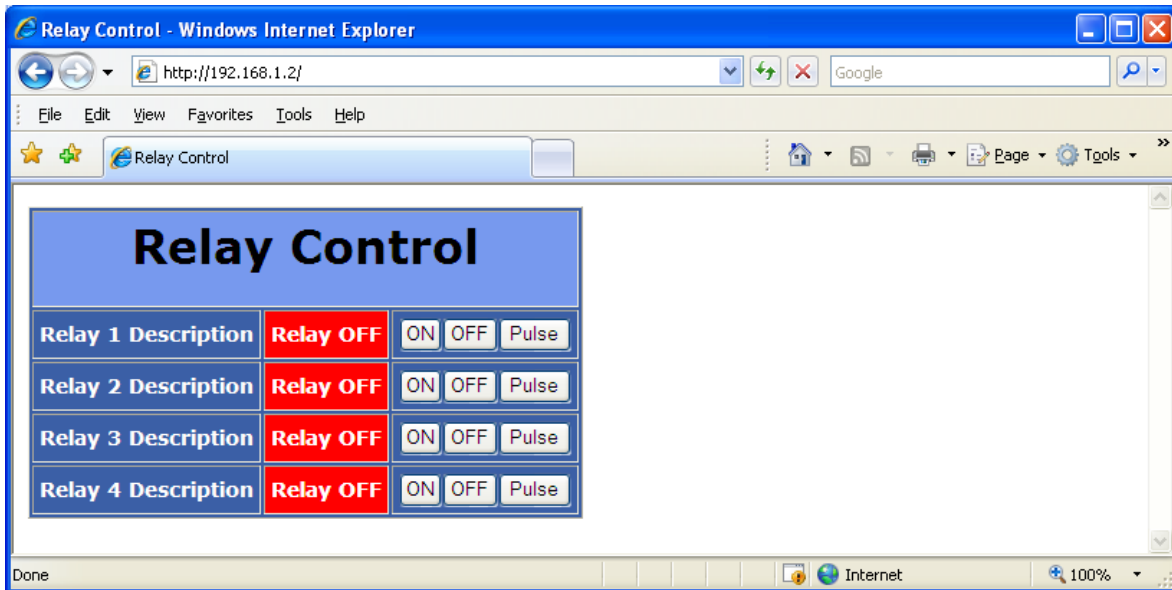 Relay Control - Windows Internet Explorer
http://192.168.1.2/
Google
File Edit View Favorites Tools Help
Relay Control
Page Tools »
Relay Control
Relay 1 Description Relay OFF ON OFF Pulse
Relay 2 Description Relay OFF ON OFF Pulse
Relay 3 Description Relay OFF ON OFF Pulse
Relay 4 Description Relay OFF ON OFF Pulse
Done Internet 100%